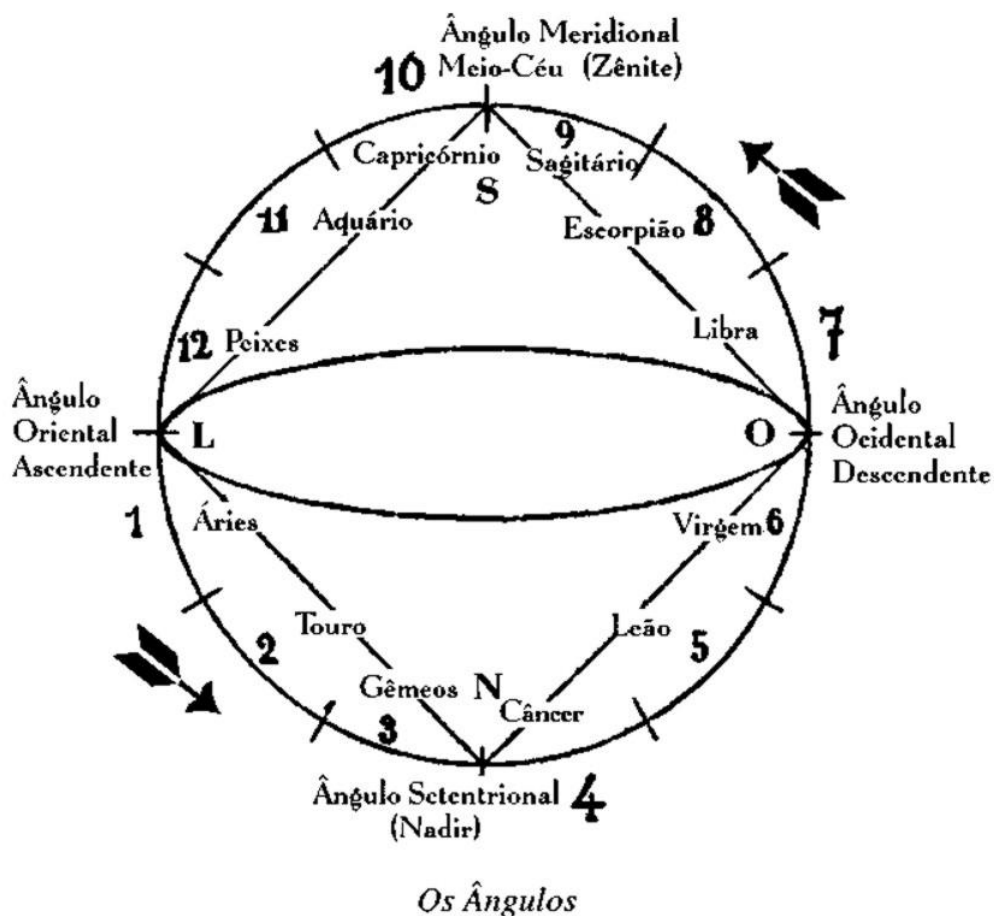 Ângulo Meridional
10 Meio-Céu (Zênite)
9
Capricórnio Sagitário
S
11 Aquário Escorpião 8
7
12 Peixes Libra
Ângulo
Oriental
Ascendente
L
O
Ângulo
Ocidental
Descendente
1 Áries Virgem 6
2 Touro Leão 5
Gêmeos N
Câncer
3
Ângulo Setentrional 4
(Nadir)
Os Ângulos